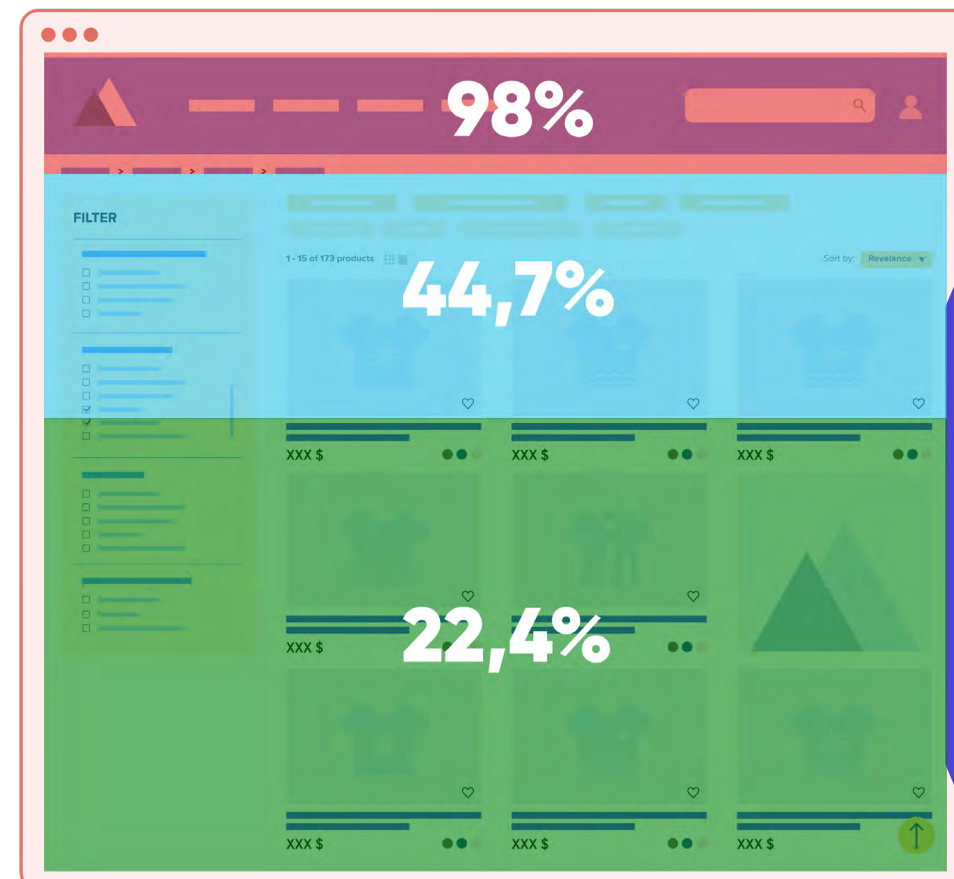 98%
> > >
FILTER
1 - 15 of 173 products
Sort by: Revelance
44,7%
XXX $ XXX $ XXX $
22,4%
XXX $ XXX $
XXX $ XXX $ XXX $